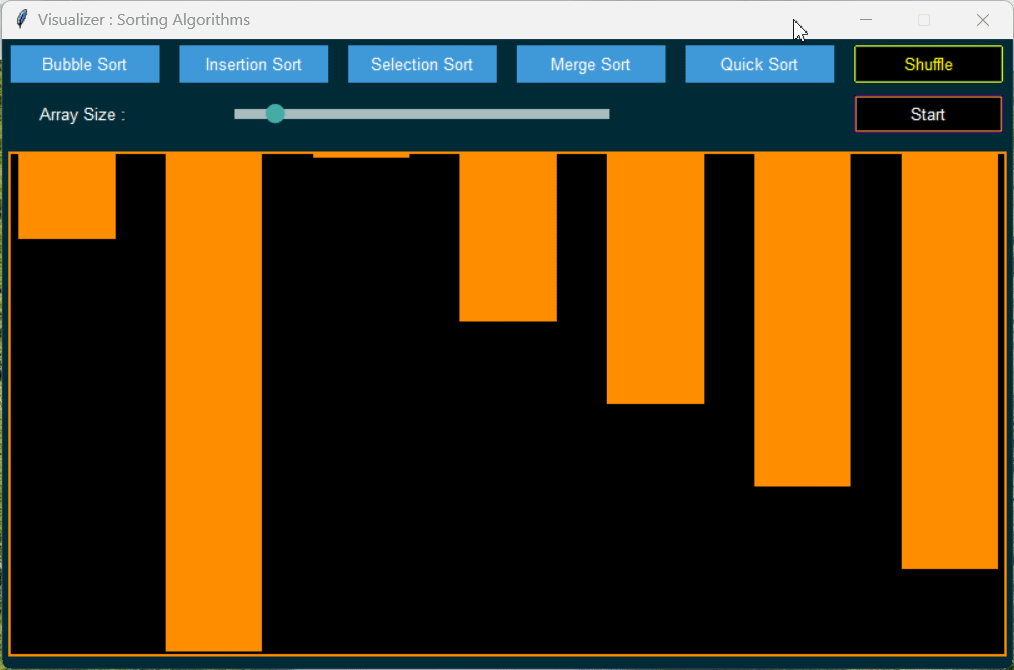 Visualizer : Sorting Algorithms
Bubble Sort Insertion Sort Selection Sort Merge Sort Quick Sort Shuffle
Array Size : Start